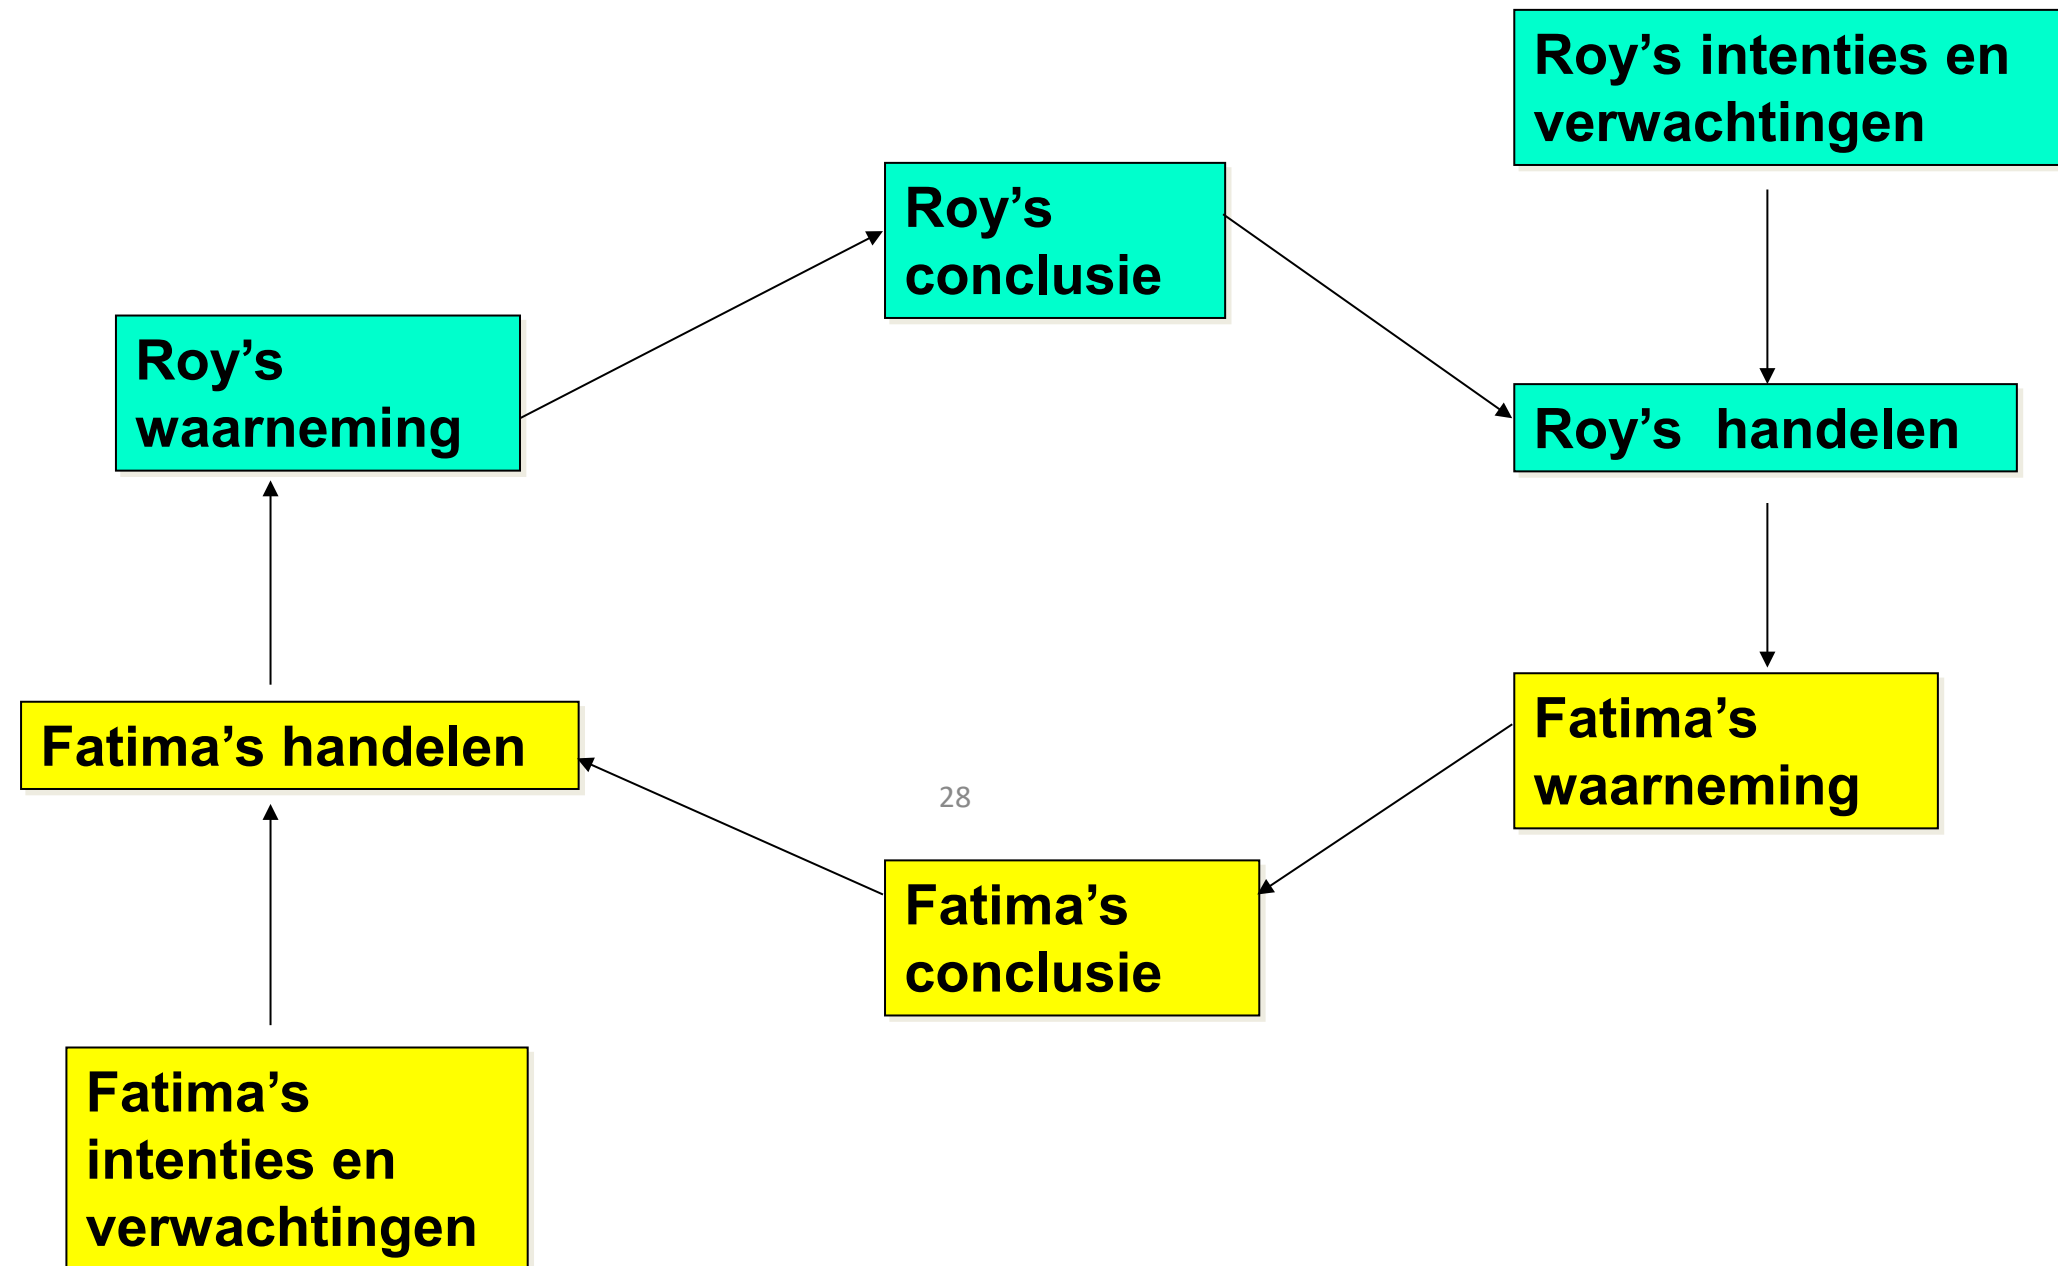 Roy’s intenties en
verwachtingen
Roy’s
conclusie
Roy’s
waarneming
Roy’s  handelen
Fatima’s
waarneming
Fatima’s handelen
28
Fatima’s
conclusie
Fatima’s
intenties en
verwachtingen